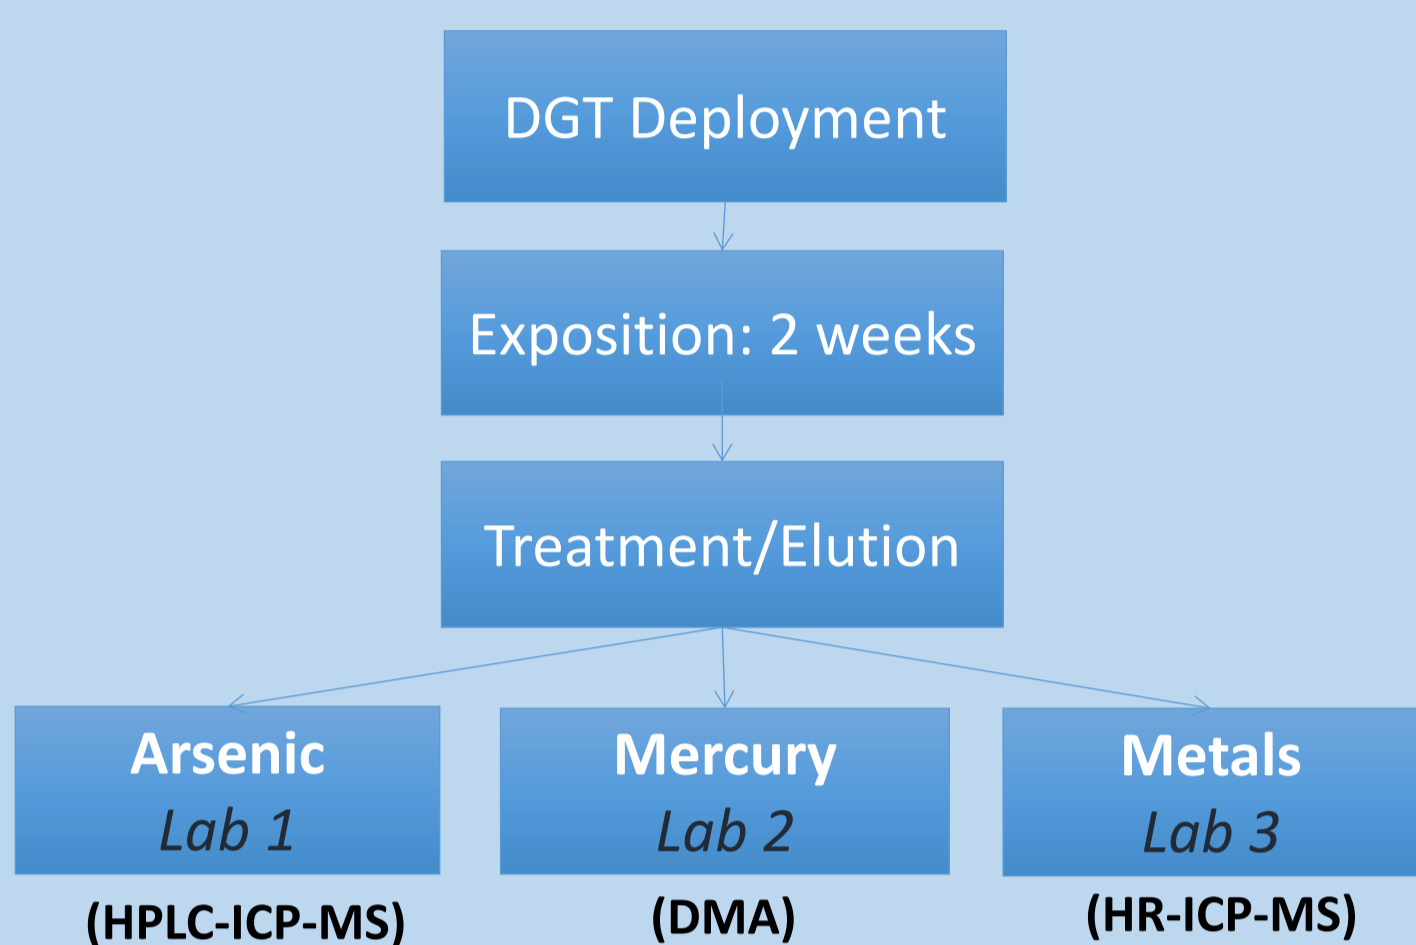 DGT Deployment
Exposition: 2 weeks
Treatment/Elution
Arsenic
Lab 1
(HPLC-ICP-MS)
Mercury
Lab 2
(DMA)
Metals
Lab 3
(HR-ICP-MS)